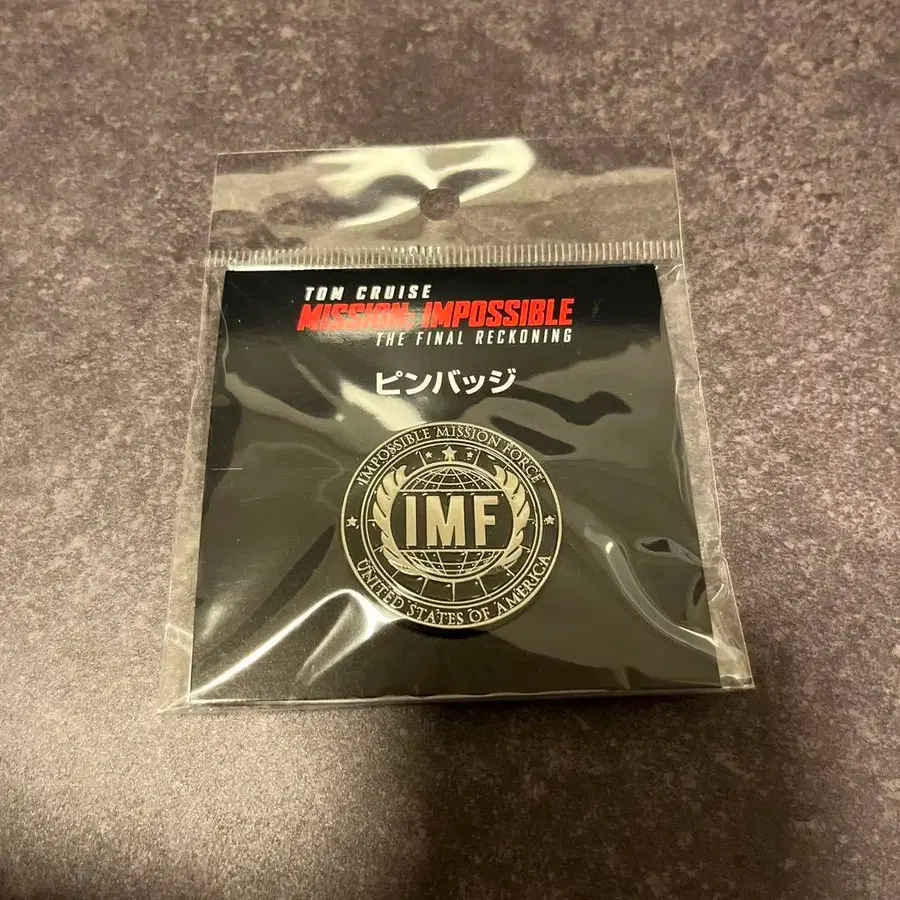 TOM CRUISE
MISSION: IMPOSSIBLE
THE FINAL RECKONING
ピンバッジ
IMPOSSIBLE MISSION FORCE
IMF
UNITED STATES OF AMERICA